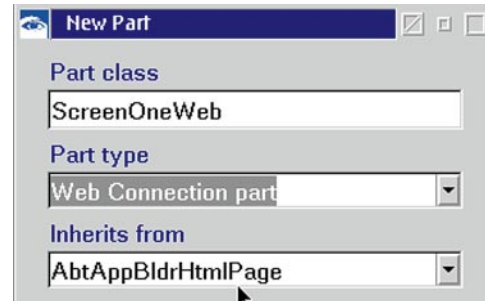 New Part
Part class
ScreenOneWeb
Part type
Web Connection part
Inherits from
AbtAppBldrHtmlPage